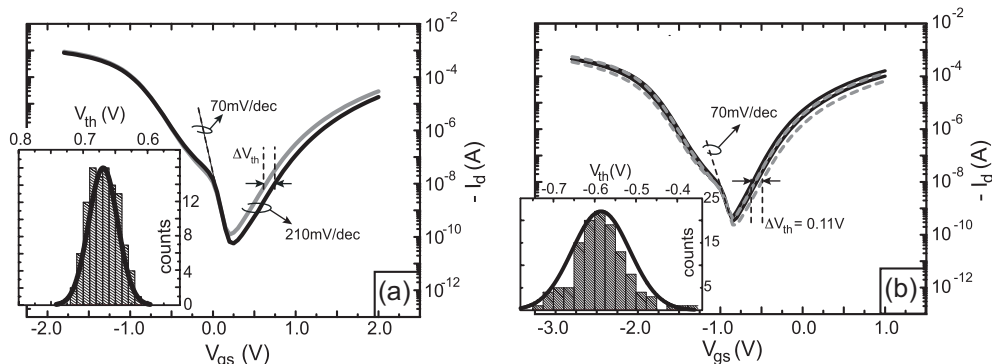 10^-2
10^-4
10^-6
10^-8
10^-10
10^-12
- I_d (A)
-2.0 -1.0 0.0 1.0 2.0
V_gs (V)
70mV/dec
ΔV_th
210mV/dec
V_th (V)
0.8 0.7 0.6
12
8
4
0
counts
(a)
10^-2
10^-4
10^-6
10^-8
10^-10
10^-12
- I_d (A)
-3.0 -2.0 -1.0 0.0 1.0
V_gs (V)
70mV/dec
ΔV_th = 0.11V
V_th(V)
-0.7 -0.6 -0.5 -0.4
25
15
5
counts
(b)